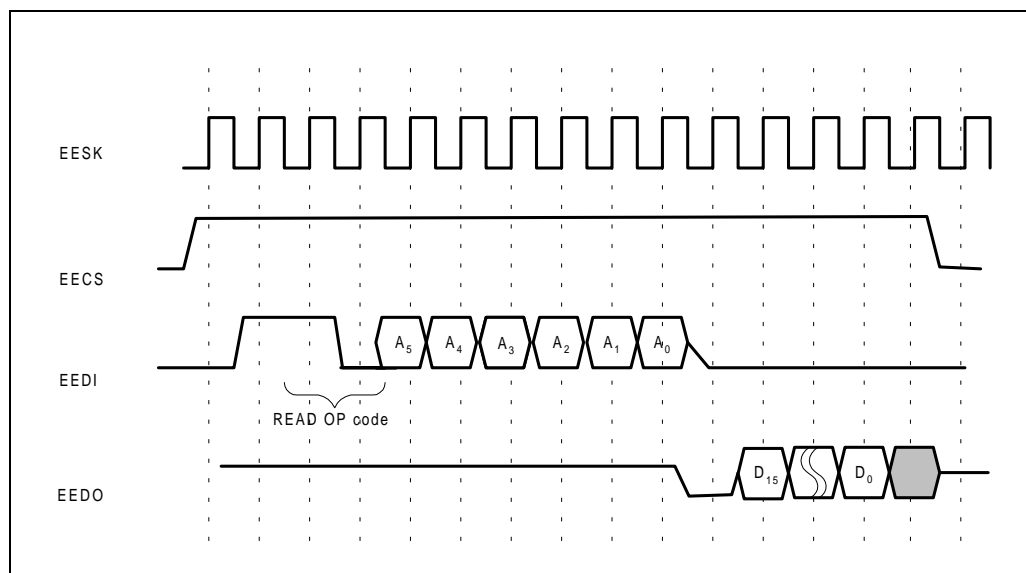 EESK
EECS
A5 A4 A3 A2 A1 A0
EEDI
READ OP code
D15 D0
EEDO